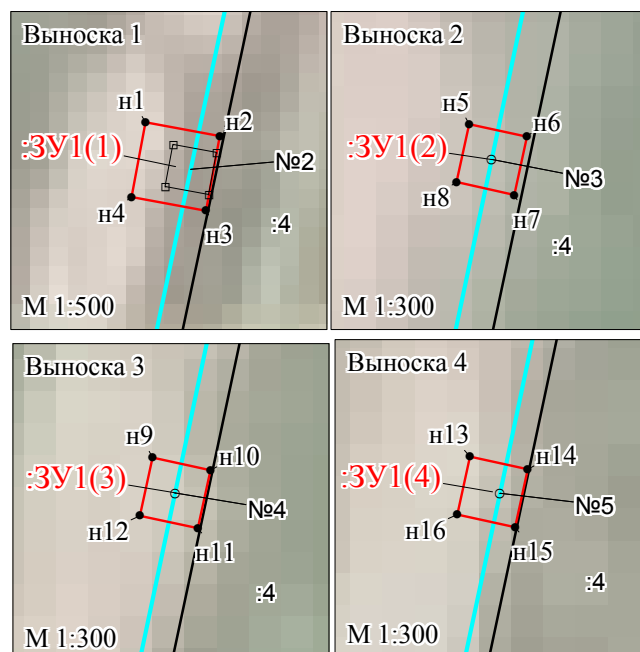 Выноска 1
н1
н2
:ЗУ1(1)
№2
н4
н3
:4
М 1:500
Выноска 2
н5
н6
:ЗУ1(2)
№3
н8
н7
:4
М 1:300
Выноска 3
н9
н10
:ЗУ1(3)
№4
н12
н11
:4
М 1:300
Выноска 4
н13
н14
:ЗУ1(4)
№5
н16
н15
:4
М 1:300